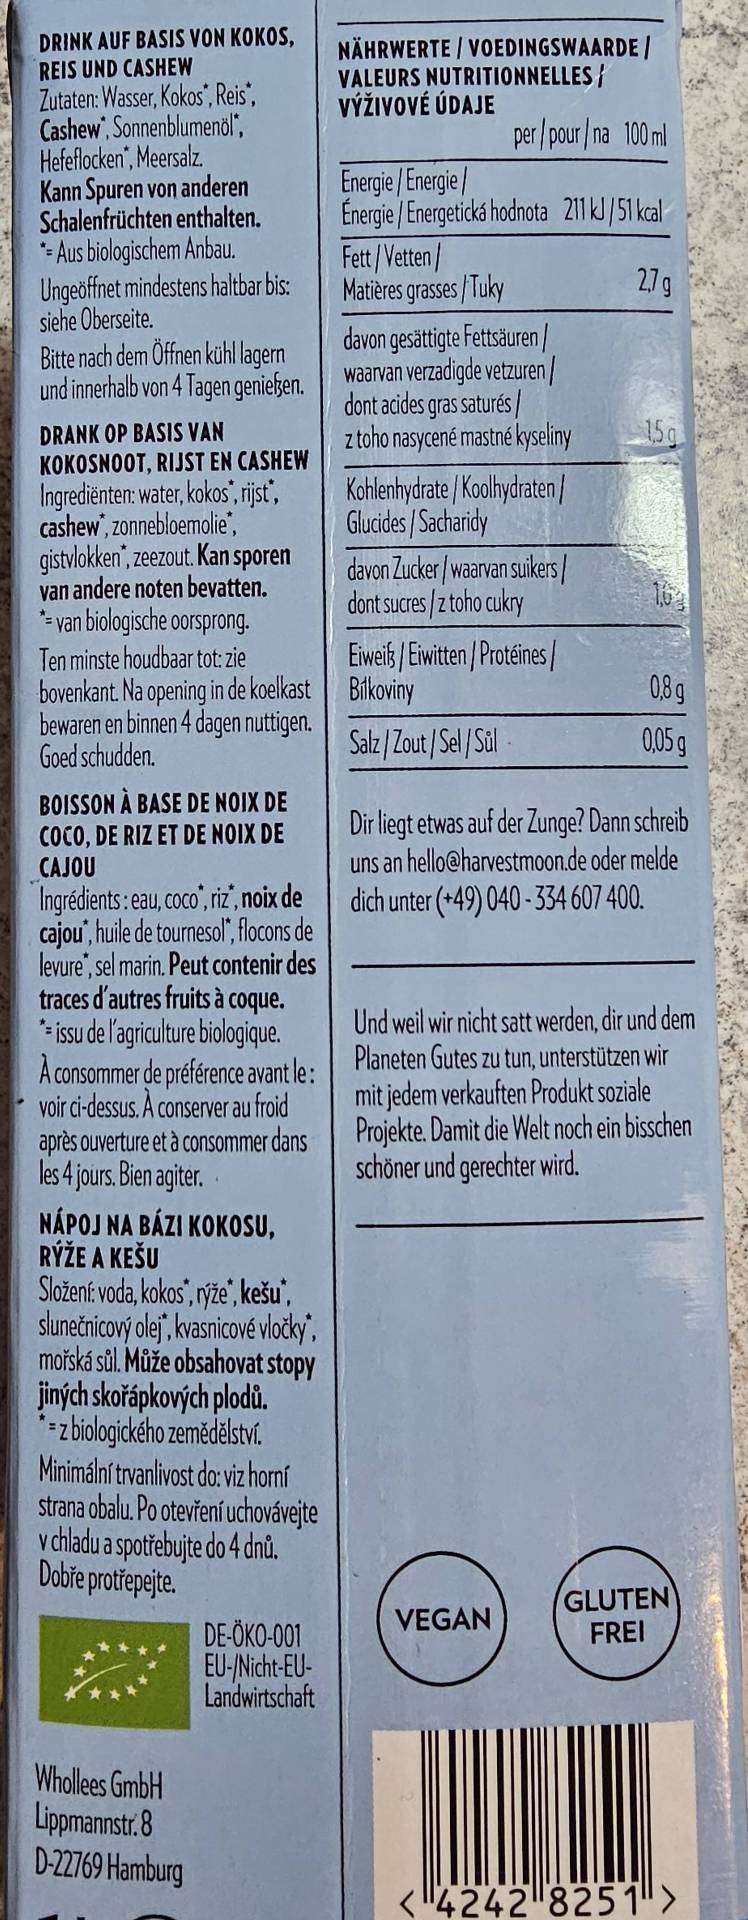 DRINK AUF BASIS VON KOKOS,
REIS UND CASHEW
Zutaten: Wasser, Kokos*, Reis*,
Cashew*, Sonnenblumenöl*,
Hefeflocken*, Meersalz.
Kann Spuren von anderen
Schalenfrüchten enthalten.
*= Aus biologischem Anbau.
Ungeöffnet mindestens haltbar bis:
siehe Oberseite.
Bitte nach dem Öffnen kühl lagern
und innerhalb von 4 Tagen genießen.
DRANK OP BASIS VAN
KOKOSNOOT, RIJST EN CASHEW
Ingrediënten: water, kokos*, rijst*,
cashew*, zonnebloemolie*,
gistvlokken*, zeezout. Kan sporen
van andere noten bevatten.
*= van biologische oorsprong.
Ten minste houdbaar tot: zie
bovenkant. Na opening in de koelkast
bewaren en binnen 4 dagen nuttigen.
Goed schudden.
BOISSON À BASE DE NOIX DE
COCO, DE RIZ ET DE NOIX DE
CAJOU
Ingrédients : eau, coco*, riz*, noix de
cajou*, huile de tournesol*, flocons de
levure*, sel marin. Peut contenir des
traces d'autres fruits à coque.
*= issu de l'agriculture biologique.
À consommer de préférence avant le :
voir ci-dessus. À conserver au froid
après ouverture et à consommer dans
les 4 jours. Bien agiter.
NÁPOJ NA BÁZI KOKOSU,
RÝŽE A KEŠU
Složení: voda, kokos*, rýže*, kešu*,
slunečnicový olej*, kvasnicové vločky*,
mořská sůl. Může obsahovat stopy
jiných skořápkových plodů.
*= z biologického zemědělství.
Minimální trvanlivost do: viz horní
strana obalu. Po otevření uchovávejte
v chladu a spotřebujte do 4 dnů.
Dobře protřepejte.
DE-ÖKO-001
EU-/Nicht-EU-
Landwirtschaft
Whollees GmbH
Lippmannstr. 8
D-22769 Hamburg
NÄHRWERTE / VOEDINGSWAARDE /
VALEURS NUTRITIONNELLES /
VÝŽIVOVÉ ÚDAJE
per / pour / na 100 ml
Energie / Energie /
Énergie / Energetická hodnota 211 kJ / 51 kcal
Fett / Vetten /
Matières grasses / Tuky 2,7 g
davon gesättigte Fettsäuren /
waarvan verzadigde vetzuren /
dont acides gras saturés /
z toho nasycené mastné kyseliny 1,5 g
Kohlenhydrate / Koolhydraten /
Glucides / Sacharidy
davon Zucker / waarvan suikers /
dont sucres / z toho cukry 1,0 g
Eiweiß / Eiwitten / Protéines /
Bílkoviny 0,8 g
Salz / Zout / Sel / Sůl 0,05 g
Dir liegt etwas auf der Zunge? Dann schreib
uns an hello@harvestmoon.de oder melde
dich unter (+49) 040 - 334 607 400.
Und weil wir nicht satt werden, dir und dem
Planeten Gutes zu tun, unterstützen wir
mit jedem verkauften Produkt soziale
Projekte. Damit die Welt noch ein bisschen
schöner und gerechter wird.
VEGAN
GLUTEN
FREI
< 4242 8251 >